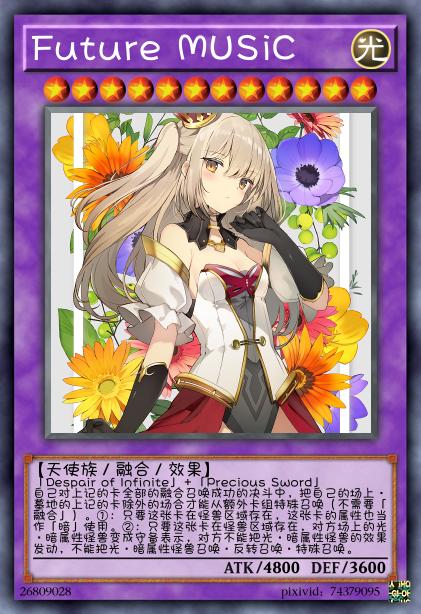 Future MUSiC
光
【天使族／融合／效果】
「Despair of Infinite」+「Precious Sword」
自己对上记的卡全部的融合召唤成功的决斗中，把自己的场上・
墓地的上记的卡除外的场合才能从额外卡组特殊召唤（不需要「
融合」）。①：只要这张卡在怪兽区域存在，这张卡的属性也当
作「暗」使用。②：只要这张卡在怪兽区域存在，对方场上的光
・暗属性怪兽变成守备表示，对方不能把光・暗属性怪兽的效果
发动，不能把光・暗属性怪兽召唤・反转召唤・特殊召唤。
ATK/4800 DEF/3600
26809028
pixivid: 74379095